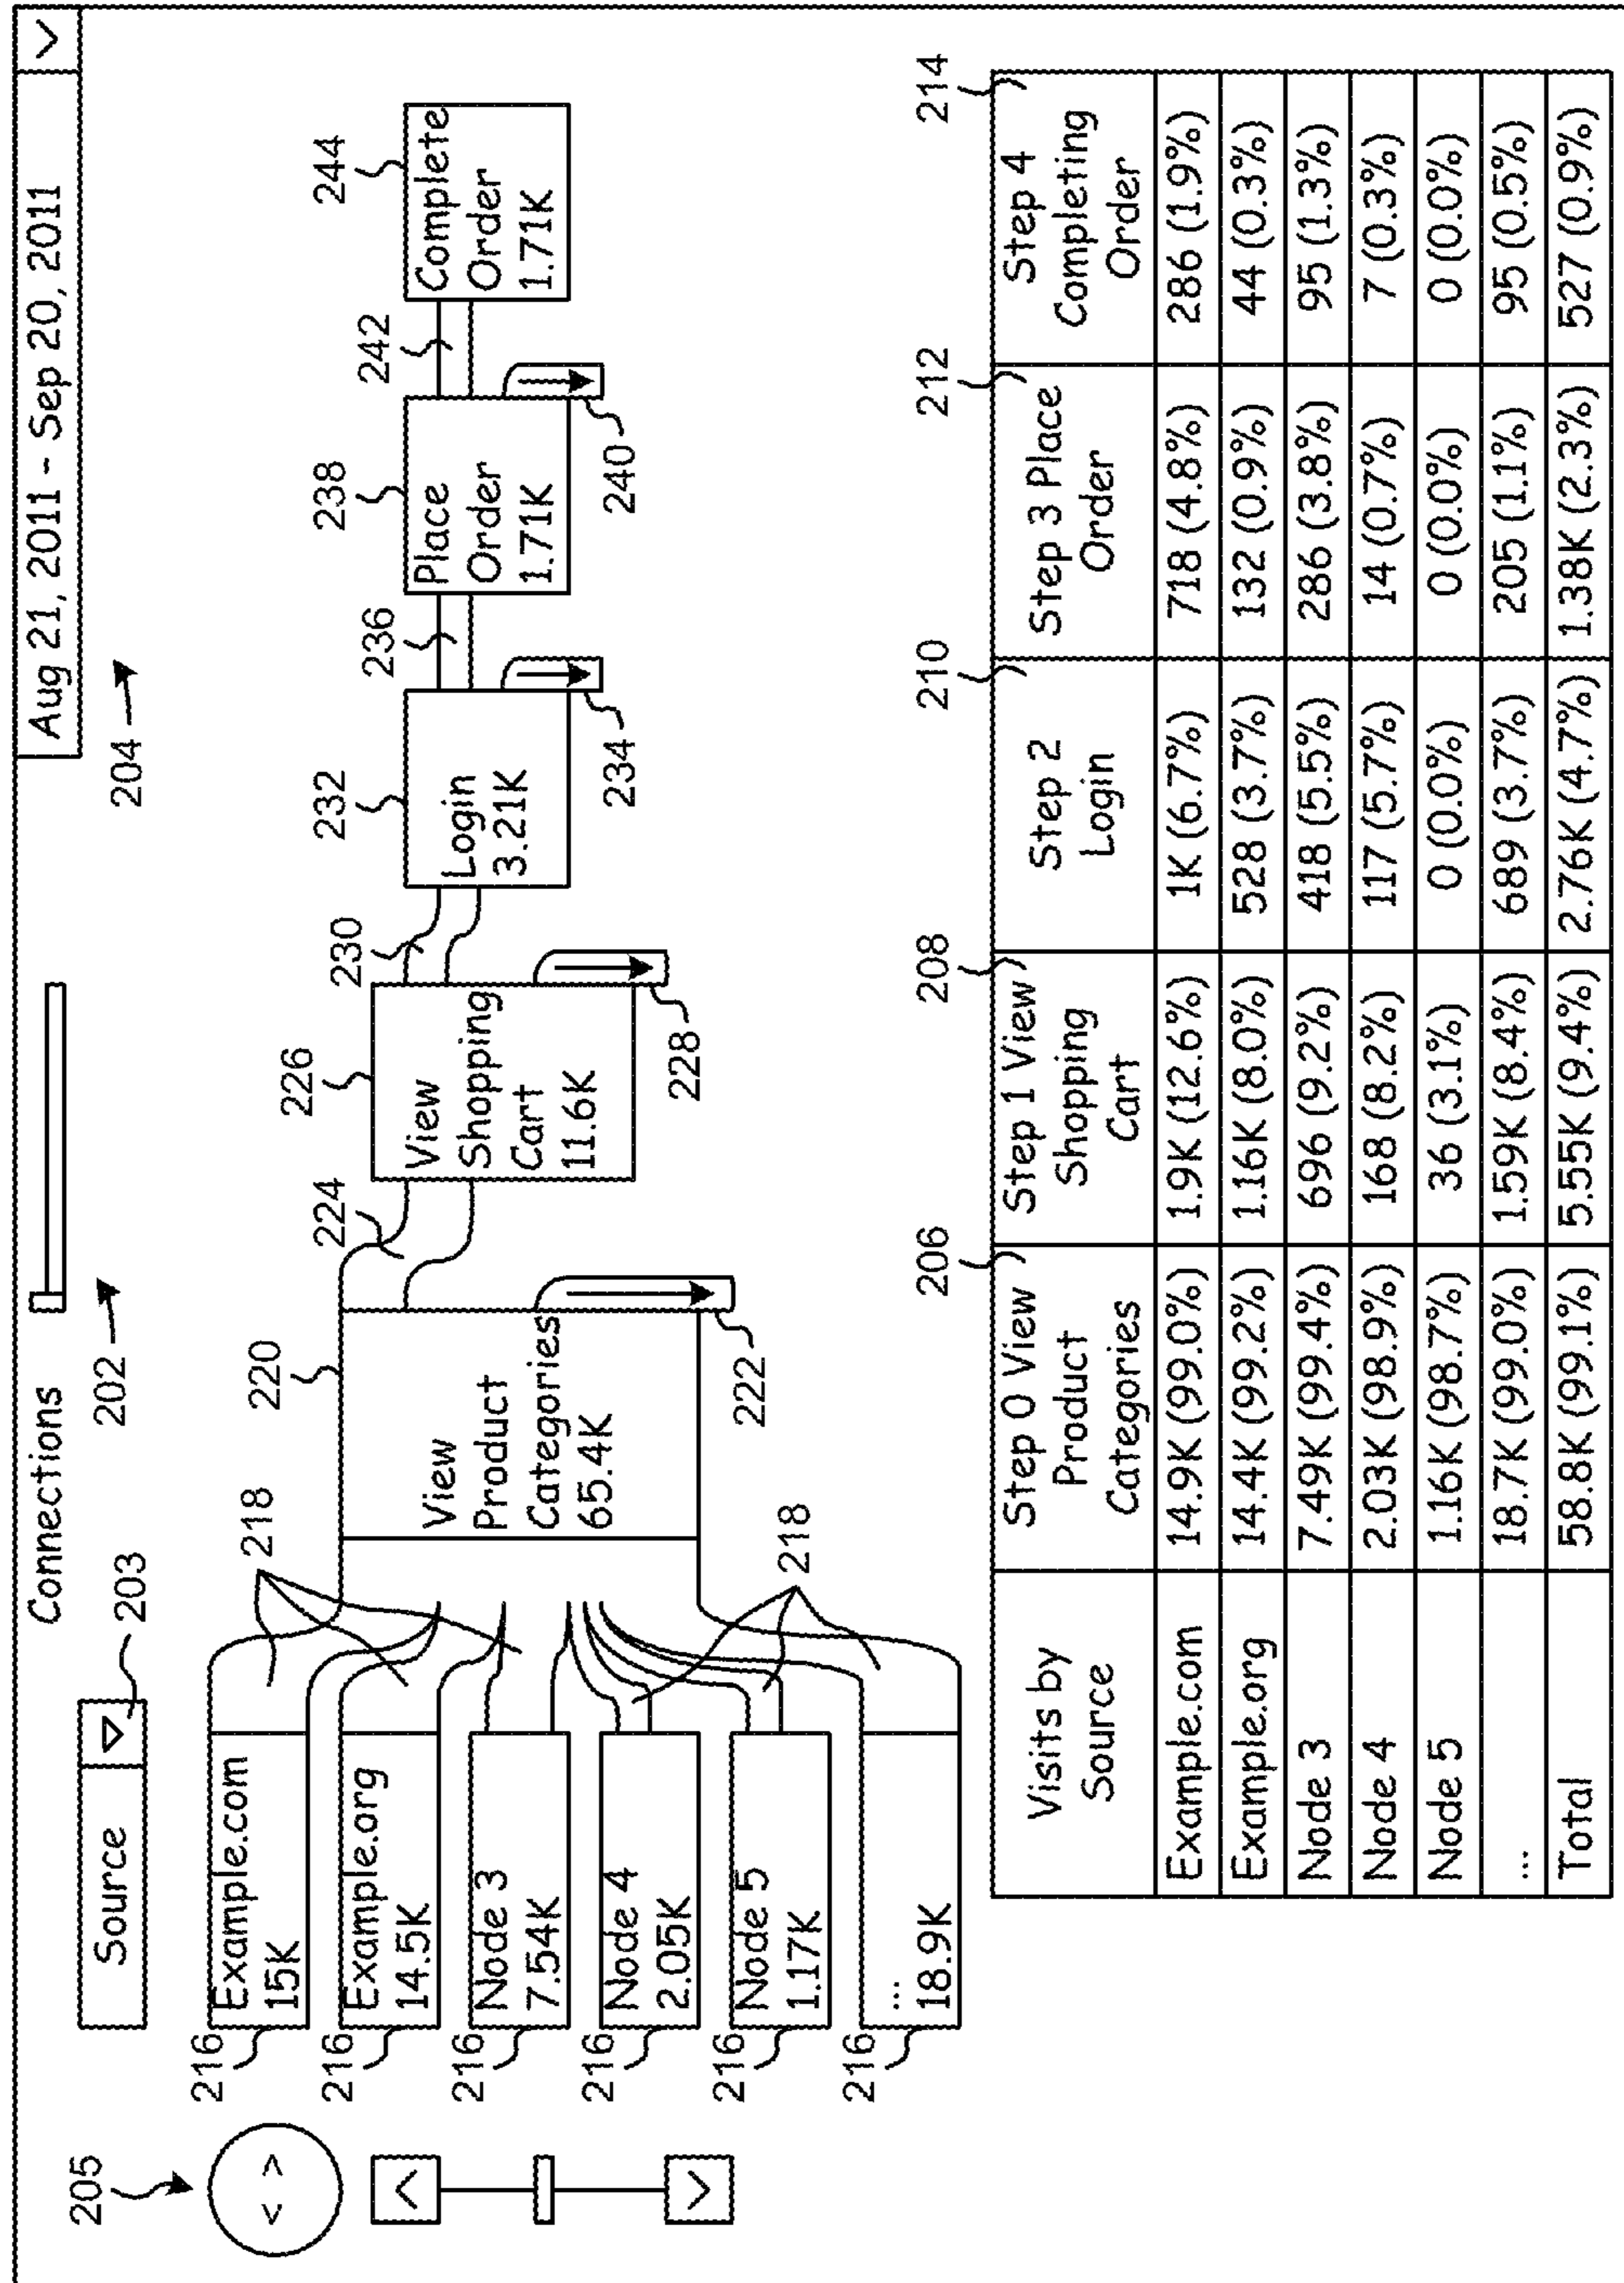 Connections
Aug 21, 2011 - Sep 20, 2011
202
204
205
Source
203
216
Example.com
15K
216
Example.org
14.5K
216
Node 3
7.54K
216
Node 4
2.05K
216
Node 5
1.17K
216
...
18.9K
218
218
220
View
Product
Categories
65.4K
222
224
226
View
Shopping
Cart
11.6K
228
230
232
Login
3.21K
234
236
238
Place
Order
1.71K
240
242
244
Complete
Order
1.71K
206
208
210
212
214
Visits by
Source
Step 0 View
Product
Categories
Step 1 View
Shopping
Cart
Step 2
Login
Step 3 Place
Order
Step 4
Completing
Order
Example.com 14.9K (99.0%) 1.9K (12.6%) 1K (6.7%) 718 (4.8%) 286 (1.9%)
Example.org 14.4K (99.2%) 1.16K (8.0%) 528 (3.7%) 132 (0.9%) 44 (0.3%)
Node 3 7.49K (99.4%) 696 (9.2%) 418 (5.5%) 286 (3.8%) 95 (1.3%)
Node 4 2.03K (98.9%) 168 (8.2%) 117 (5.7%) 14 (0.7%) 7 (0.3%)
Node 5 1.16K (98.7%) 36 (3.1%) 0 (0.0%) 0 (0.0%) 0 (0.0%)
... 18.7K (99.0%) 1.59K (8.4%) 689 (3.7%) 205 (1.1%) 95 (0.5%)
Total 58.8K (99.1%) 5.55K (9.4%) 2.76K (4.7%) 1.38K (2.3%) 527 (0.9%)